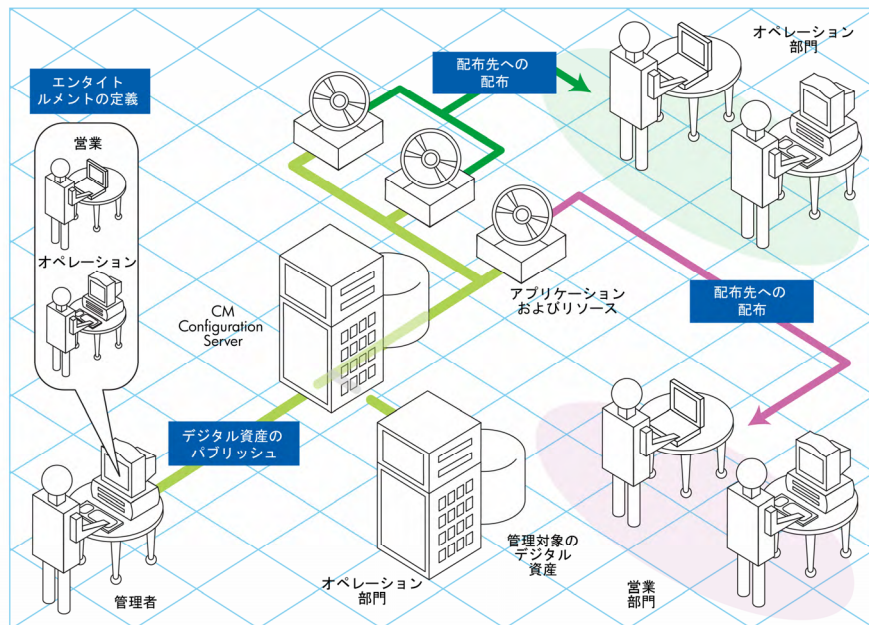 エンタイト
ルメントの定義
営業
オペレーション
配布先への
配布
オペレーション
部門
CM
Configuration
Server
アプリケーション
およびリソース
配布先への
配布
デジタル資産の
パブリッシュ
管理者
オペレーション
部門
管理対象の
デジタル
資産
営業
部門